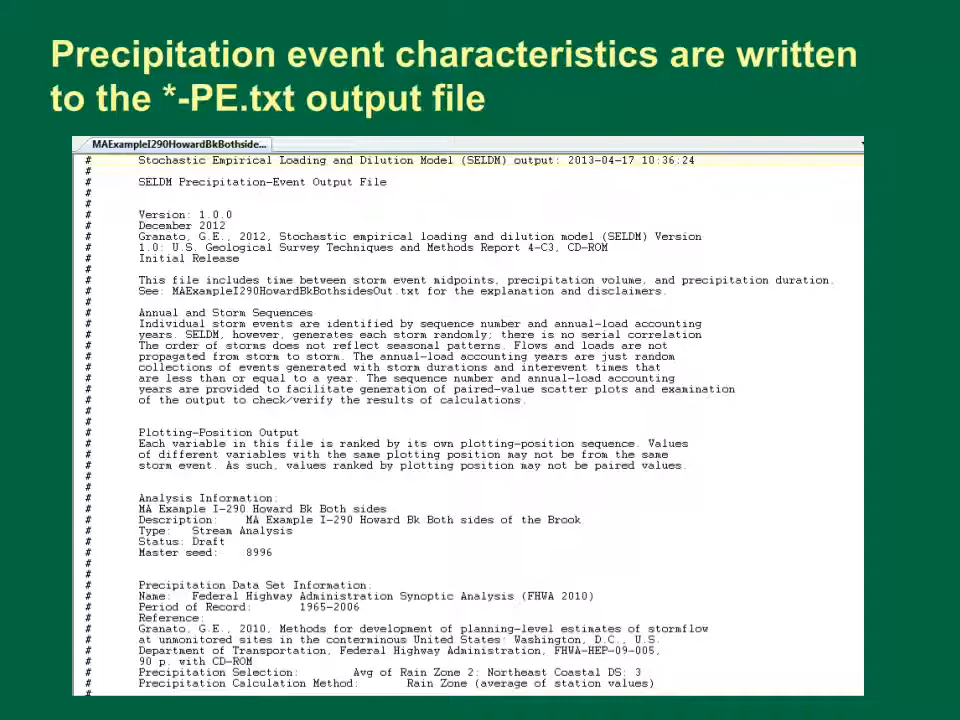 Precipitation event characteristics are written
to the *-PE.txt output file
MAExampleI290HowardBkBothside...
# Stochastic Empirical Loading and Dilution Model (SELDM) output: 2013-04-17 10:36:24
#
# SELDM Precipitation-Event Output File
#
#
# Version: 1.0.0
# December 2012
# Granato, G.E., 2012, Stochastic empirical loading and dilution model (SELDM) Version
# 1.0: U.S. Geological Survey Techniques and Methods Report 4-C3, CD-ROM
# Initial Release
#
# This file includes time between storm event midpoints, precipitation volume, and precipitation duration.
# See: MAExampleI290HowardBkBothsidesOut.txt for the explanation and disclaimers.
#
# Annual and Storm Sequences
# Individual storm events are identified by sequence number and annual-load accounting
# years. SELDM, however, generates each storm randomly; there is no serial correlation
# The order of storms does not reflect seasonal patterns. Flows and loads are not
# propagated from storm to storm. The annual-load accounting years are just random
# collections of events generated with storm durations and interevent times that
# are less than or equal to a year. The sequence number and annual-load accounting
# years are provided to facilitate generation of paired-value scatter plots and examination
# of the output to check/verify the results of calculations.
#
#
# Plotting-Position Output
# Each variable in this file is ranked by its own plotting-position sequence. Values
# of different variables with the same plotting position may not be from the same
# storm event. As such, values ranked by plotting position may not be paired values.
#
#
# Analysis Information:
# MA Example I-290 Howard Bk Both sides
# Description: MA Example I-290 Howard Bk Both sides of the Brook
# Type: Stream Analysis
# Status: Draft
# Master seed: 8996
#
#
# Precipitation Data Set Information:
# Name: Federal Highway Administration Synoptic Analysis (FHWA 2010)
# Period of Record: 1965-2006
# Reference:
# Granato, G.E., 2010, Methods for development of planning-level estimates of stormflow
# at unmonitored sites in the conterminous United States: Washington, D.C., U.S.
# Department of Transportation, Federal Highway Administration, FHWA-HEP-09-005,
# 90 p. with CD-ROM
# Precipitation Selection: Avg of Rain Zone 2: Northeast Coastal DS: 3
# Precipitation Calculation Method: Rain Zone (average of station values)
#